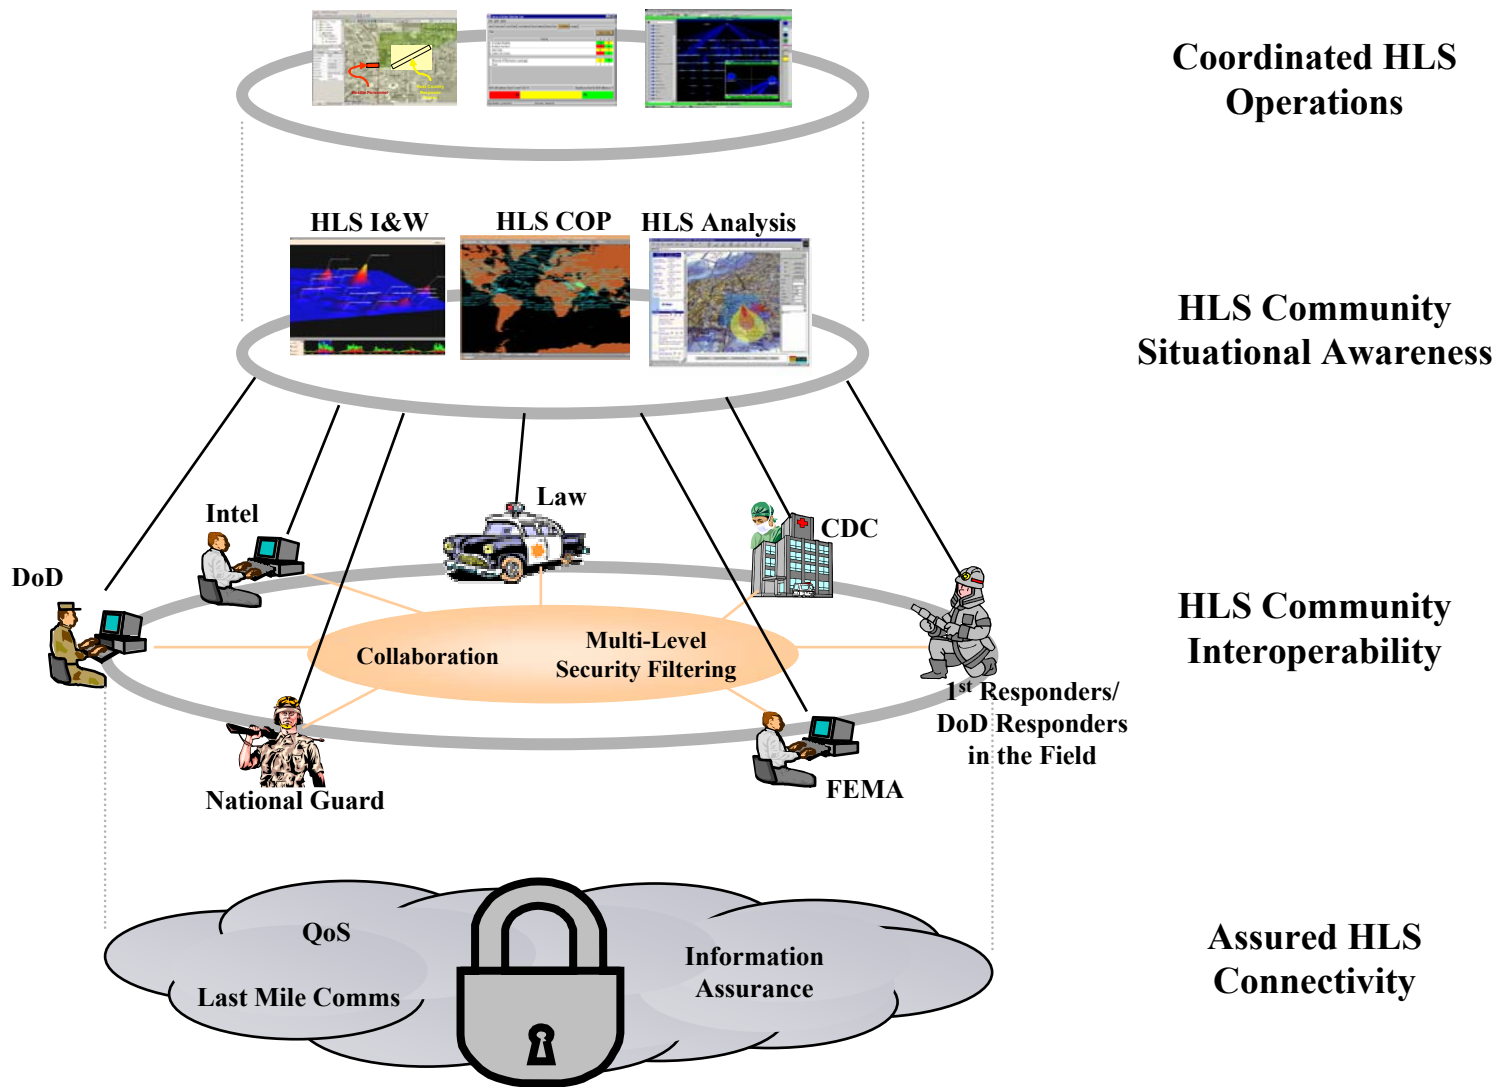 Coordinated HLS
Operations
HLS I&W
HLS COP
HLS Analysis
HLS Community
Situational Awareness
Law
Intel
CDC
DoD
HLS Community
Interoperability
Collaboration
Multi-Level
Security Filtering
1st Responders/
DoD Responders
in the Field
National Guard
FEMA
QoS
Last Mile Comms
Information
Assurance
Assured HLS
Connectivity